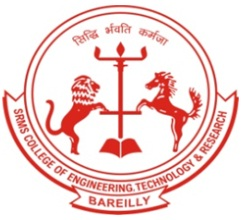 सिद्धि र्भवति कर्मजा
SRMS COLLEGE OF ENGINEERING, TECHNOLOGY & RESEARCH
BAREILLY